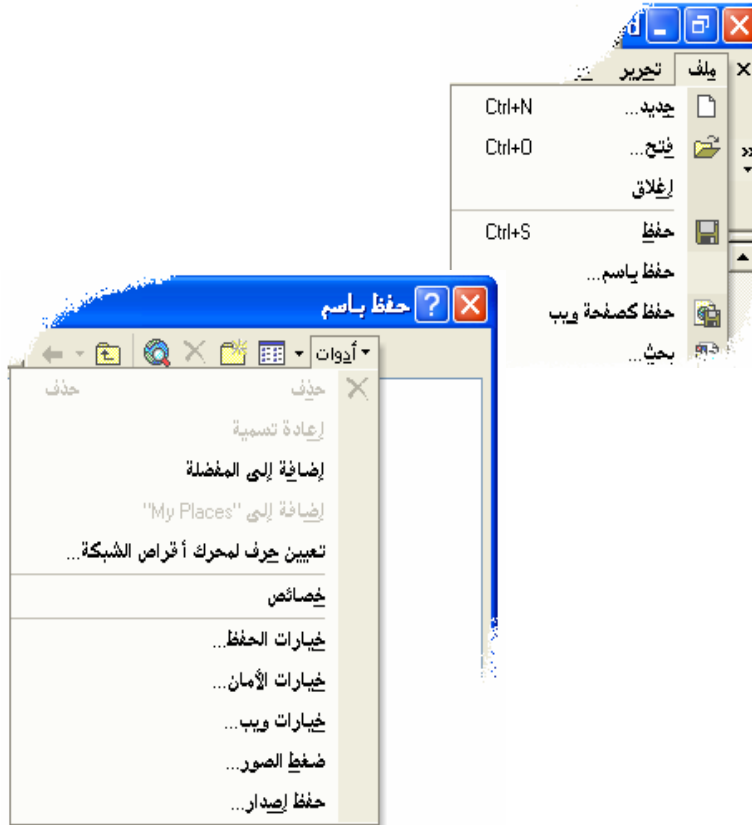 ملف تحرير
جديد... Ctrl+N
فتح... Ctrl+O
إغلاق
حفظ Ctrl+S
حفظ باسم...
حفظ كصفحة ويب
بحث...
حفظ باسم
أدوات
حذف حذف
إعادة تسمية
إضافة إلى المفضلة
إضافة إلى "My Places"
تعيين حرف لمحرك أقراص الشبكة...
خصائص
خيارات الحفظ...
خيارات الأمان...
خيارات ويب...
ضغط الصور...
حفظ إصدار...